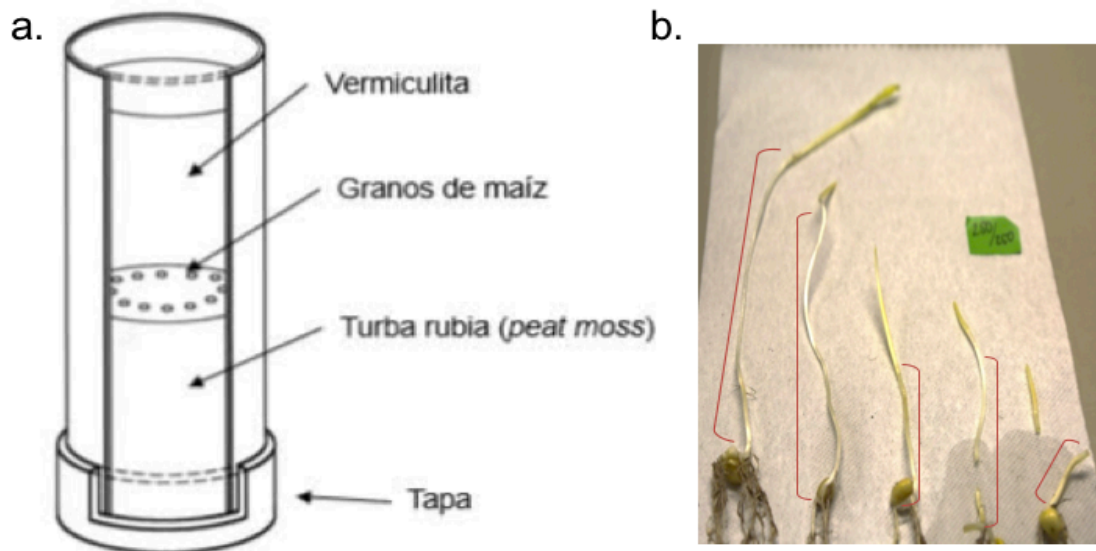 a.
Vermiculita
Granos de maíz
Turba rubia (peat moss)
Tapa
b.